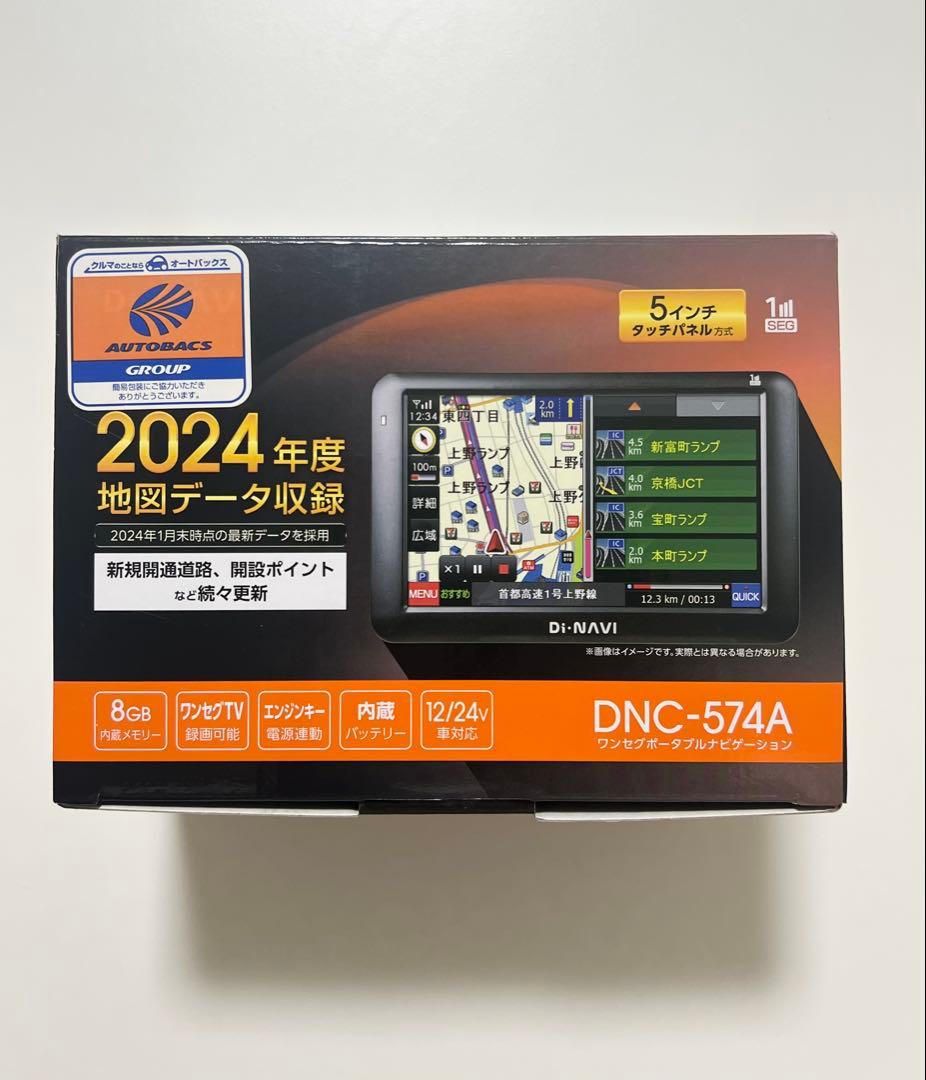 クルマのことなら オートバックス
AUTOBACS
GROUP
簡易包装にご協力いただき
ありがとうございます。
5インチ
タッチパネル方式
1
SEG
2024年度
地図データ収録
2024年1月末時点の最新データを採用
新規開通道路、開設ポイント
など続々更新
12:34
100m
詳細
広域
×1
MENU
おすすめ
東四丁目
2.0
km
上野ランプ
上野
上野ランプ
上野
P
首都高速1号上野線
IC 4.5 km 新富町ランプ
JCT 4.0 km 京橋JCT
IC 3.6 km 宝町ランプ
IC 2.0 km 本町ランプ
12.3 km / 00:13
QUICK
Di・NAVI
※画像はイメージです。実際とは異なる場合があります。
8GB
内蔵メモリー
ワンセグTV
録画可能
エンジンキー
電源連動
内蔵
バッテリー
12/24V
車対応
DNC-574A
ワンセグポータブルナビゲーション